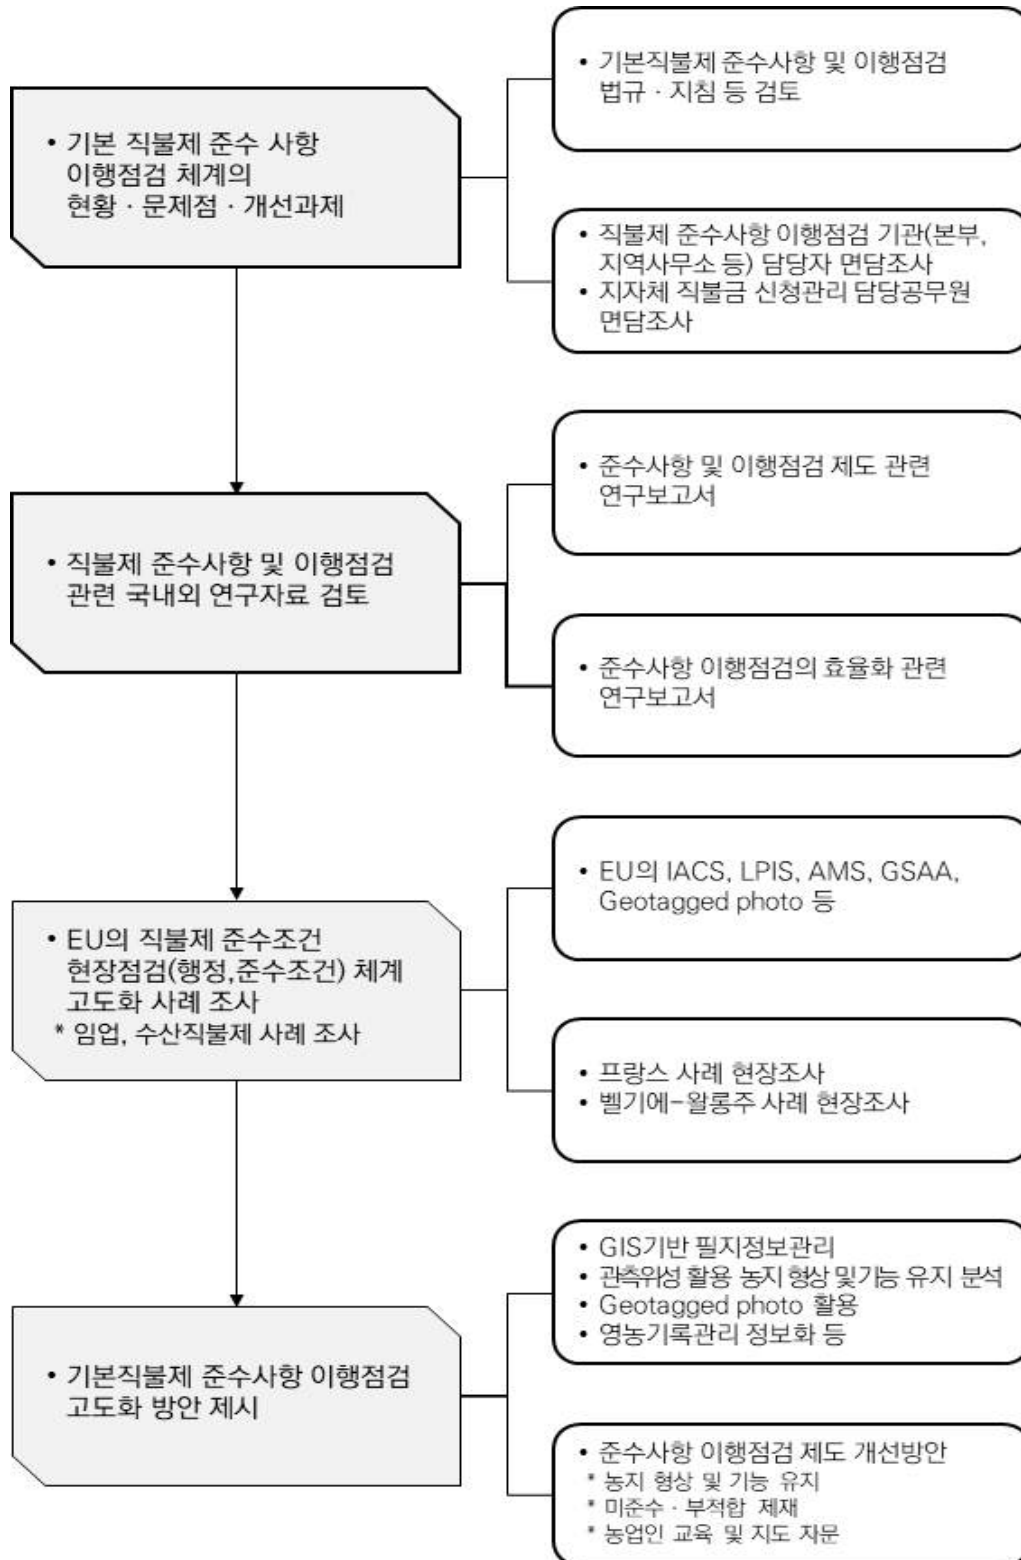 • 기본 직불제 준수 사항
이행점검 체계의
현황 · 문제점 · 개선과제
• 기본직불제 준수사항 및 이행점검
법규 · 지침 등 검토
• 직불제 준수사항 이행점검 기관(본부,
지역사무소 등) 담당자 면담조사
• 지자체 직불금 신청관리 담당공무원
면담조사
• 직불제 준수사항 및 이행점검
관련 국내외 연구자료 검토
• 준수사항 및 이행점검 제도 관련
연구보고서
• 준수사항 이행점검의 효율화 관련
연구보고서
• EU의 직불제 준수조건
현장점검(행정,준수조건) 체계
고도화 사례 조사
* 임업, 수산직불제 사례 조사
• EU의 IACS, LPIS, AMS, GSAA,
Geotagged photo 등
• 프랑스 사례 현장조사
• 벨기에-왈롱주 사례 현장조사
• 기본직불제 준수사항 이행점검
고도화 방안 제시
• GIS기반 필지정보관리
• 관측위성 활용 농지 형상 및기능 유지 분석
• Geotagged photo 활용
• 영농기록관리 정보화 등
• 준수사항 이행점검 제도 개선방안
* 농지 형상 및 기능 유지
* 미준수 · 부적합 제재
* 농업인 교육 및 지도 자문